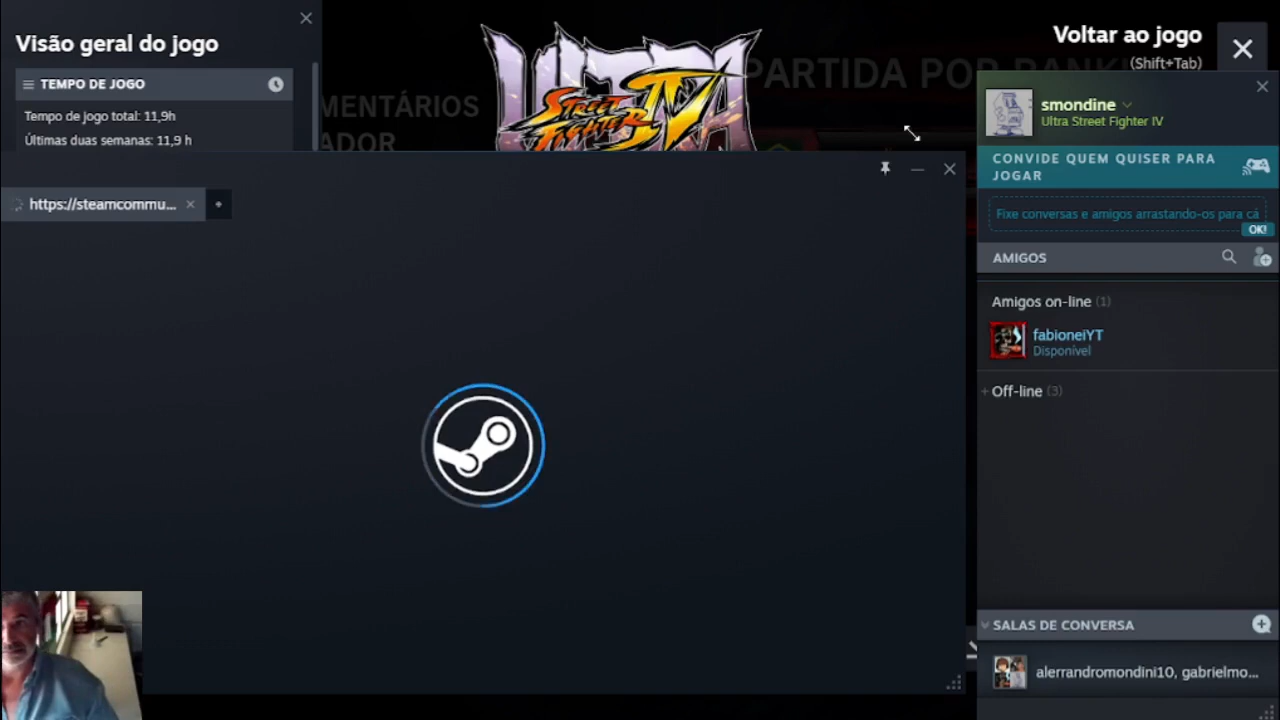 Visão geral do jogo
TEMPO DE JOGO
Tempo de jogo total: 11,9h
Últimas duas semanas: 11,9 h
MENTÁRIOS
ADOR
ULTRA
STREET FIGHTER IV
PARTIDA POR RANK
Voltar ao jogo
(Shift+Tab)
smondine
Ultra Street Fighter IV
CONVIDE QUEM QUISER PARA
JOGAR
Fixe conversas e amigos arrastando-os para cá
OK!
https://steamcommu...
AMIGOS
Amigos on-line (1)
fabioneiYT
Disponível
Off-line (3)
SALAS DE CONVERSA
alerrandromondini10, gabrielmo...